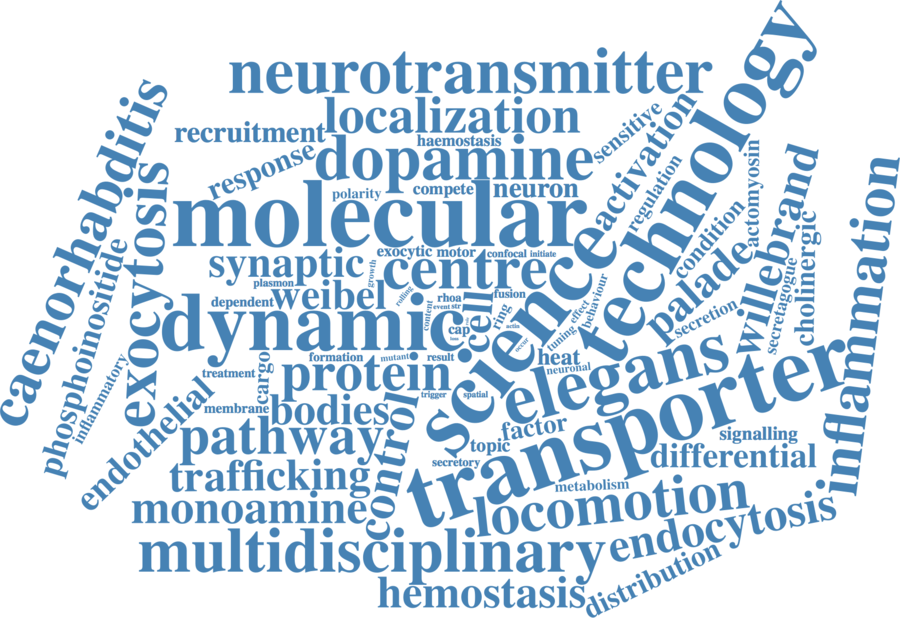 neurotransmitter
technology
localization
caenorhabditis
recruitment
haemostasis
sensitive
activation
dopamine
response
polarity
compete
neuron
regulation
actomyosin
molecular
science
condition
willebrand
inflammation
exocytosis
phosphoinositide
synaptic
exocytic
motor
confocal
initiate
centre
growth
plasmon
palade
cholinergic
secretagogue
dependent
weibel
rolling
content
rhoa
event
str
cell
fusion
ring
behaviour
effect
secretion
dynamic
cap
actin
tuning
occur
formation
mutant
result
heat
neuronal
elegans
inflammatory
treatment
cargo
protein
trigger
spatial
transporter
endothelial
membrane
bodies
control
factor
topic
signalling
pathway
secretory
differential
trafficking
metabolism
monoamine
locomotion
endocytosis
multidisciplinary
hemostasis
distribution